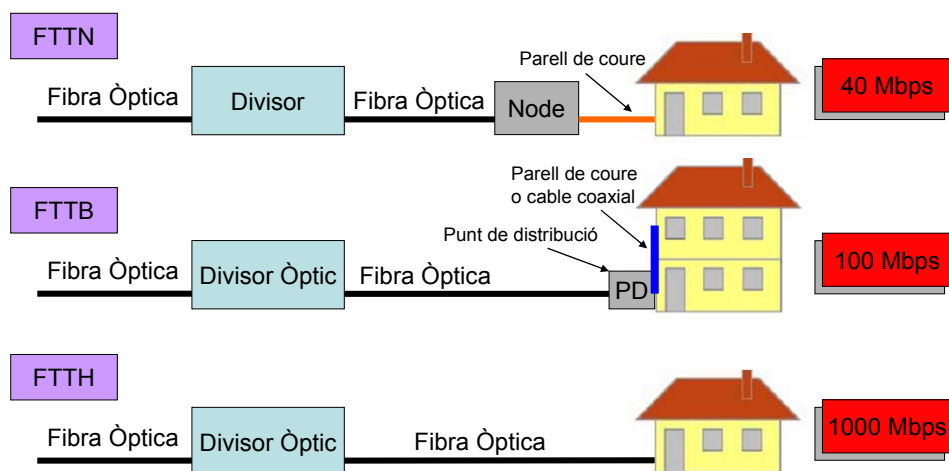 FTTN
Parell de coure
Fibra Òptica
Divisor
Fibra Òptica
Node
40 Mbps
FTTB
Parell de coure
o cable coaxial
Punt de distribució
Fibra Òptica
Divisor Òptic
Fibra Òptica
PD
100 Mbps
FTTH
Fibra Òptica
Divisor Òptic
Fibra Òptica
1000 Mbps